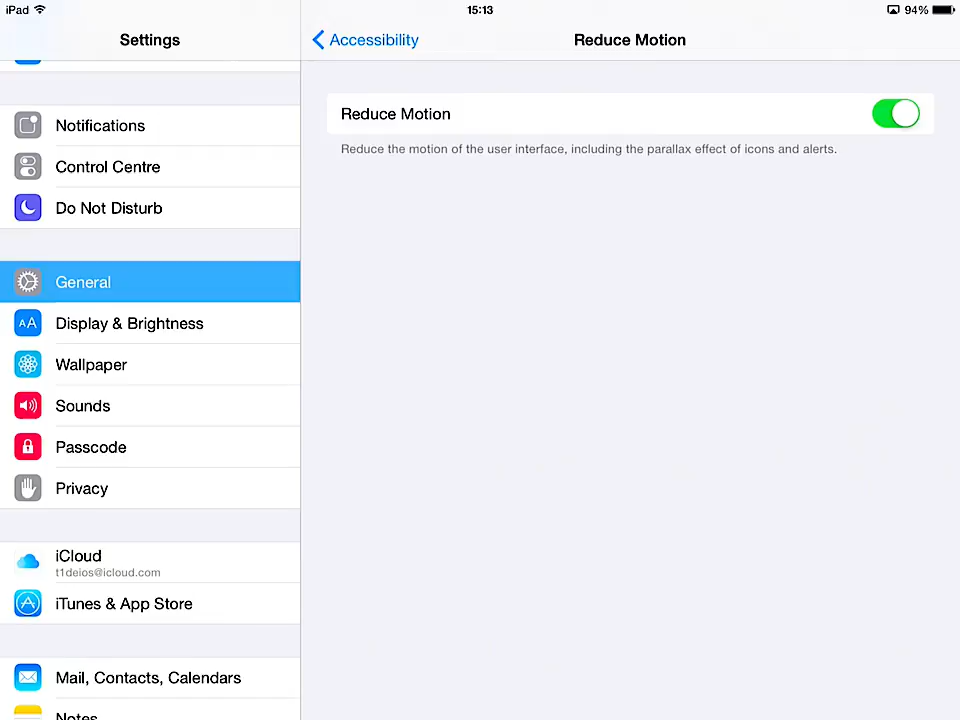 iPad
15:13
94%
Settings
Accessibility
Reduce Motion
Notifications
Control Centre
Do Not Disturb
General
AA
Display & Brightness
Wallpaper
Sounds
Passcode
Privacy
iCloud
t1deios@icloud.com
iTunes & App Store
Mail, Contacts, Calendars
Notes
Reduce Motion
Reduce the motion of the user interface, including the parallax effect of icons and alerts.